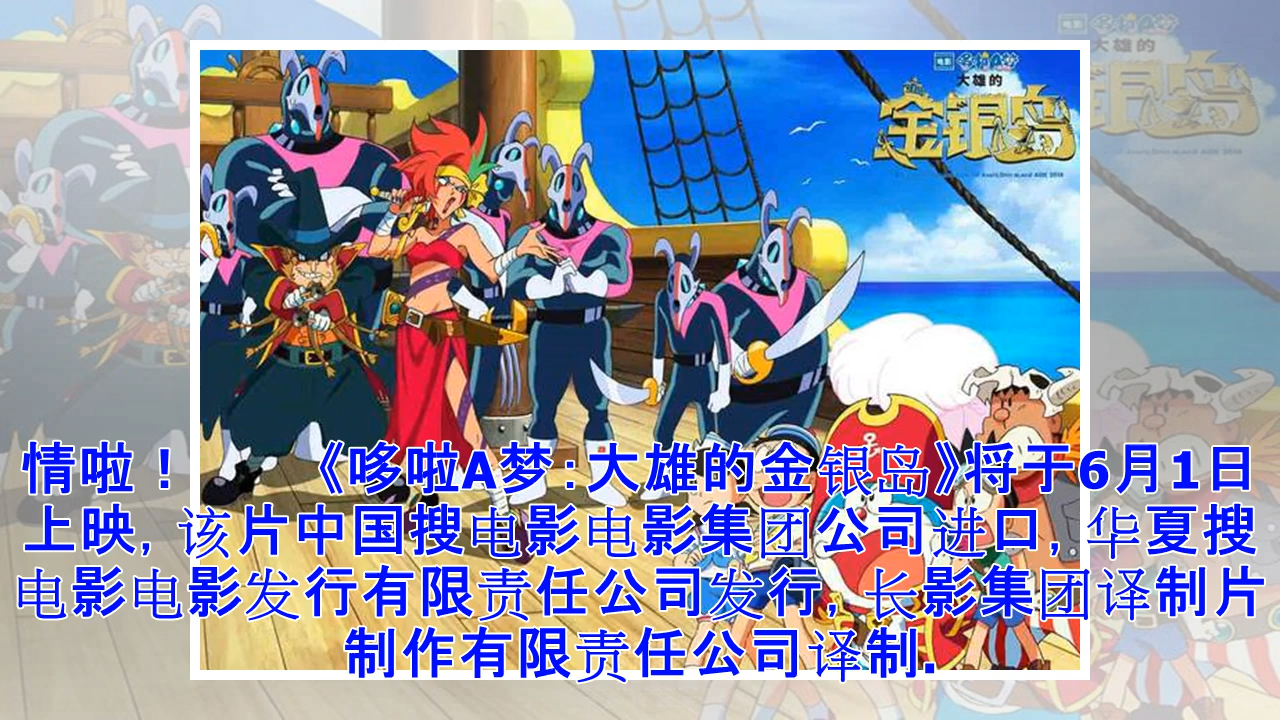 电影 哆啦A梦
大雄的
金银岛
情啦！ 《哆啦A梦:大雄的金银岛》将于6月1日
上映, 该片中国搜电影电影集团公司进口, 华夏搜
电影电影发行有限责任公司发行, 长影集团译制片
制作有限责任公司译制.